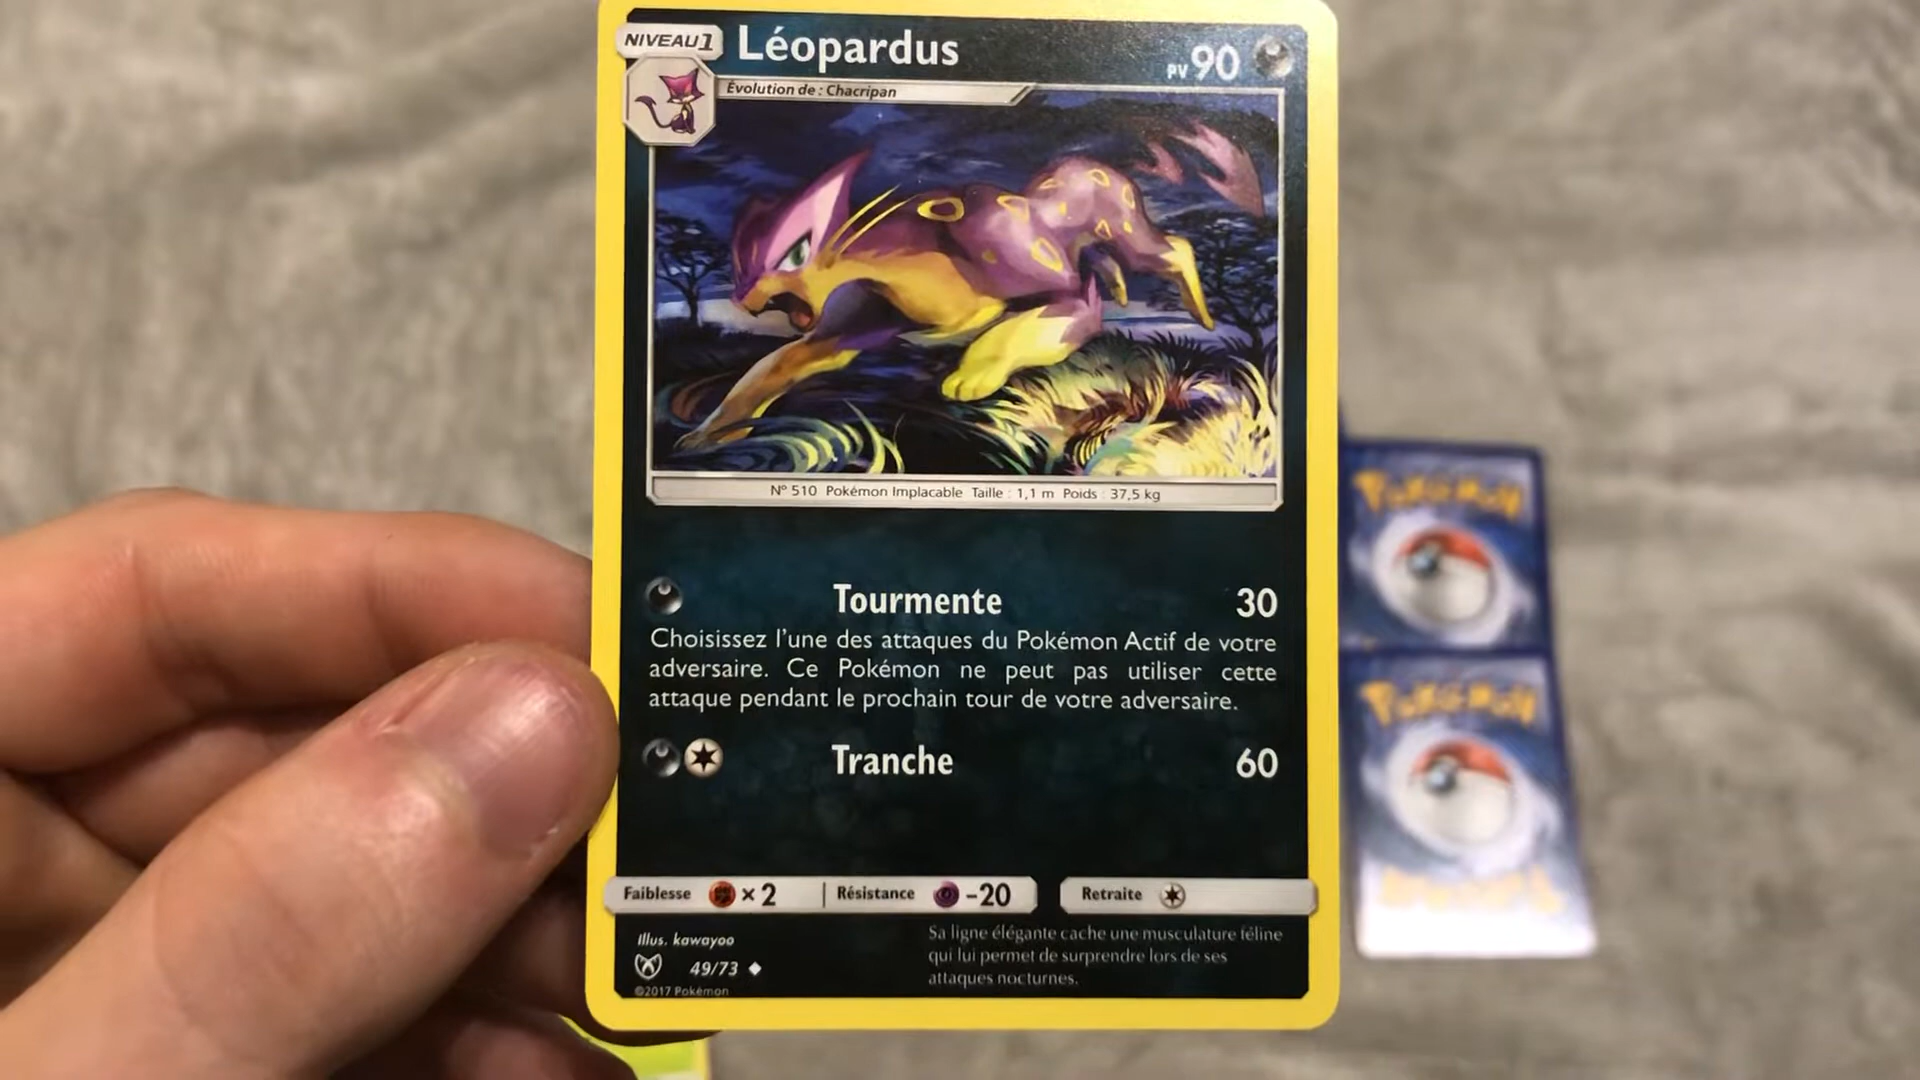 NIVEAU 1
Léopardus
PV 90
Évolution de : Chacripan
N° 510 Pokémon Implacable Taille : 1,1 m Poids : 37,5 kg
Tourmente 30
Choisissez l'une des attaques du Pokémon Actif de votre
adversaire. Ce Pokémon ne peut pas utiliser cette
attaque pendant le prochain tour de votre adversaire.
Tranche 60
Faiblesse × 2 Résistance -20 Retraite
Illus. kawayoo
49/73
©2017 Pokémon
Sa ligne élégante cache une musculature féline
qui lui permet de surprendre lors de ses
attaques nocturnes.
POKéMON
POKéMON